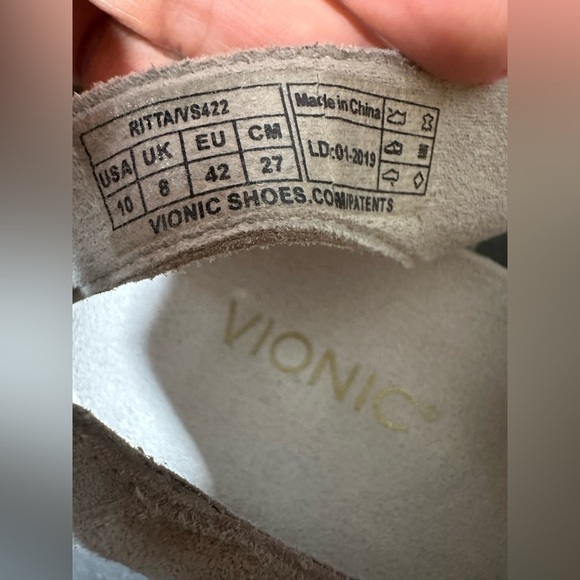 RITTA/VS422
USA UK EU CM
10 8 42 27
Made in China
LD:01-2019
VIONIC SHOES.COM/PATENTS
VIONIC®